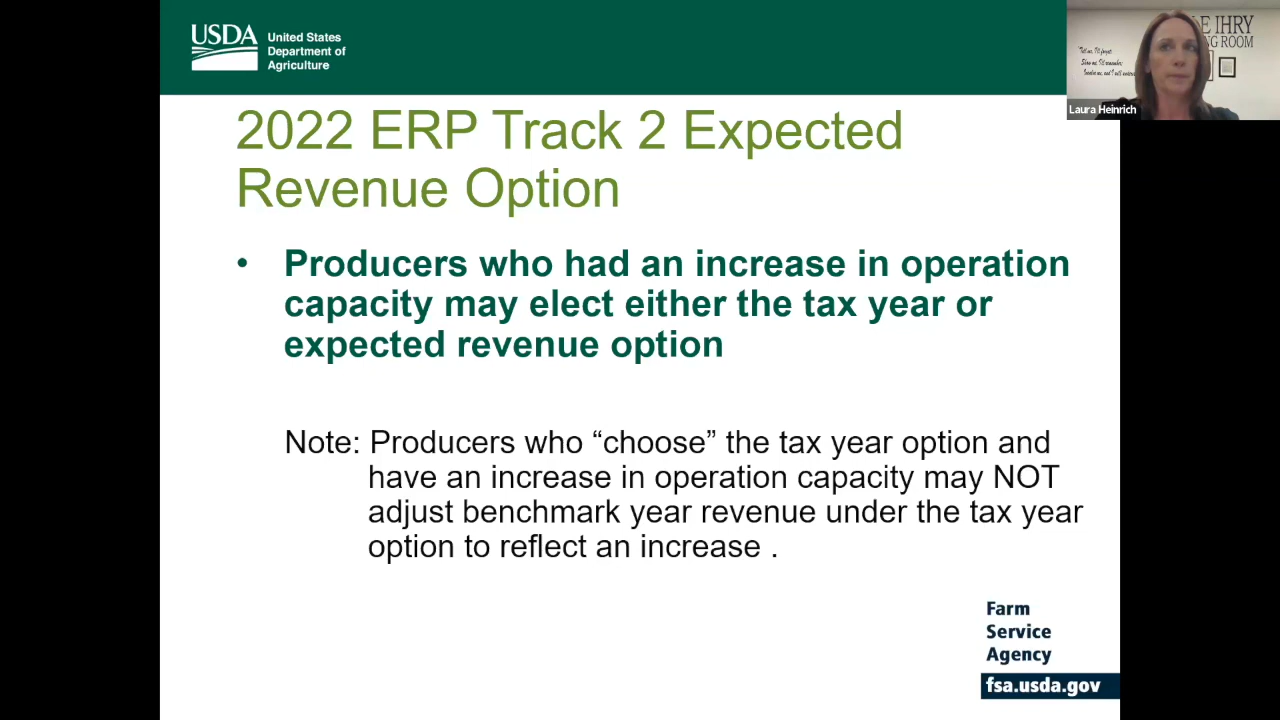 USDA
United States
Department of
Agriculture
E IHRY
NG ROOM
Laura Heinrich
2022 ERP Track 2 Expected
Revenue Option
• Producers who had an increase in operation
capacity may elect either the tax year or
expected revenue option
Note: Producers who “choose” the tax year option and
have an increase in operation capacity may NOT
adjust benchmark year revenue under the tax year
option to reflect an increase .
Farm
Service
Agency
fsa.usda.gov